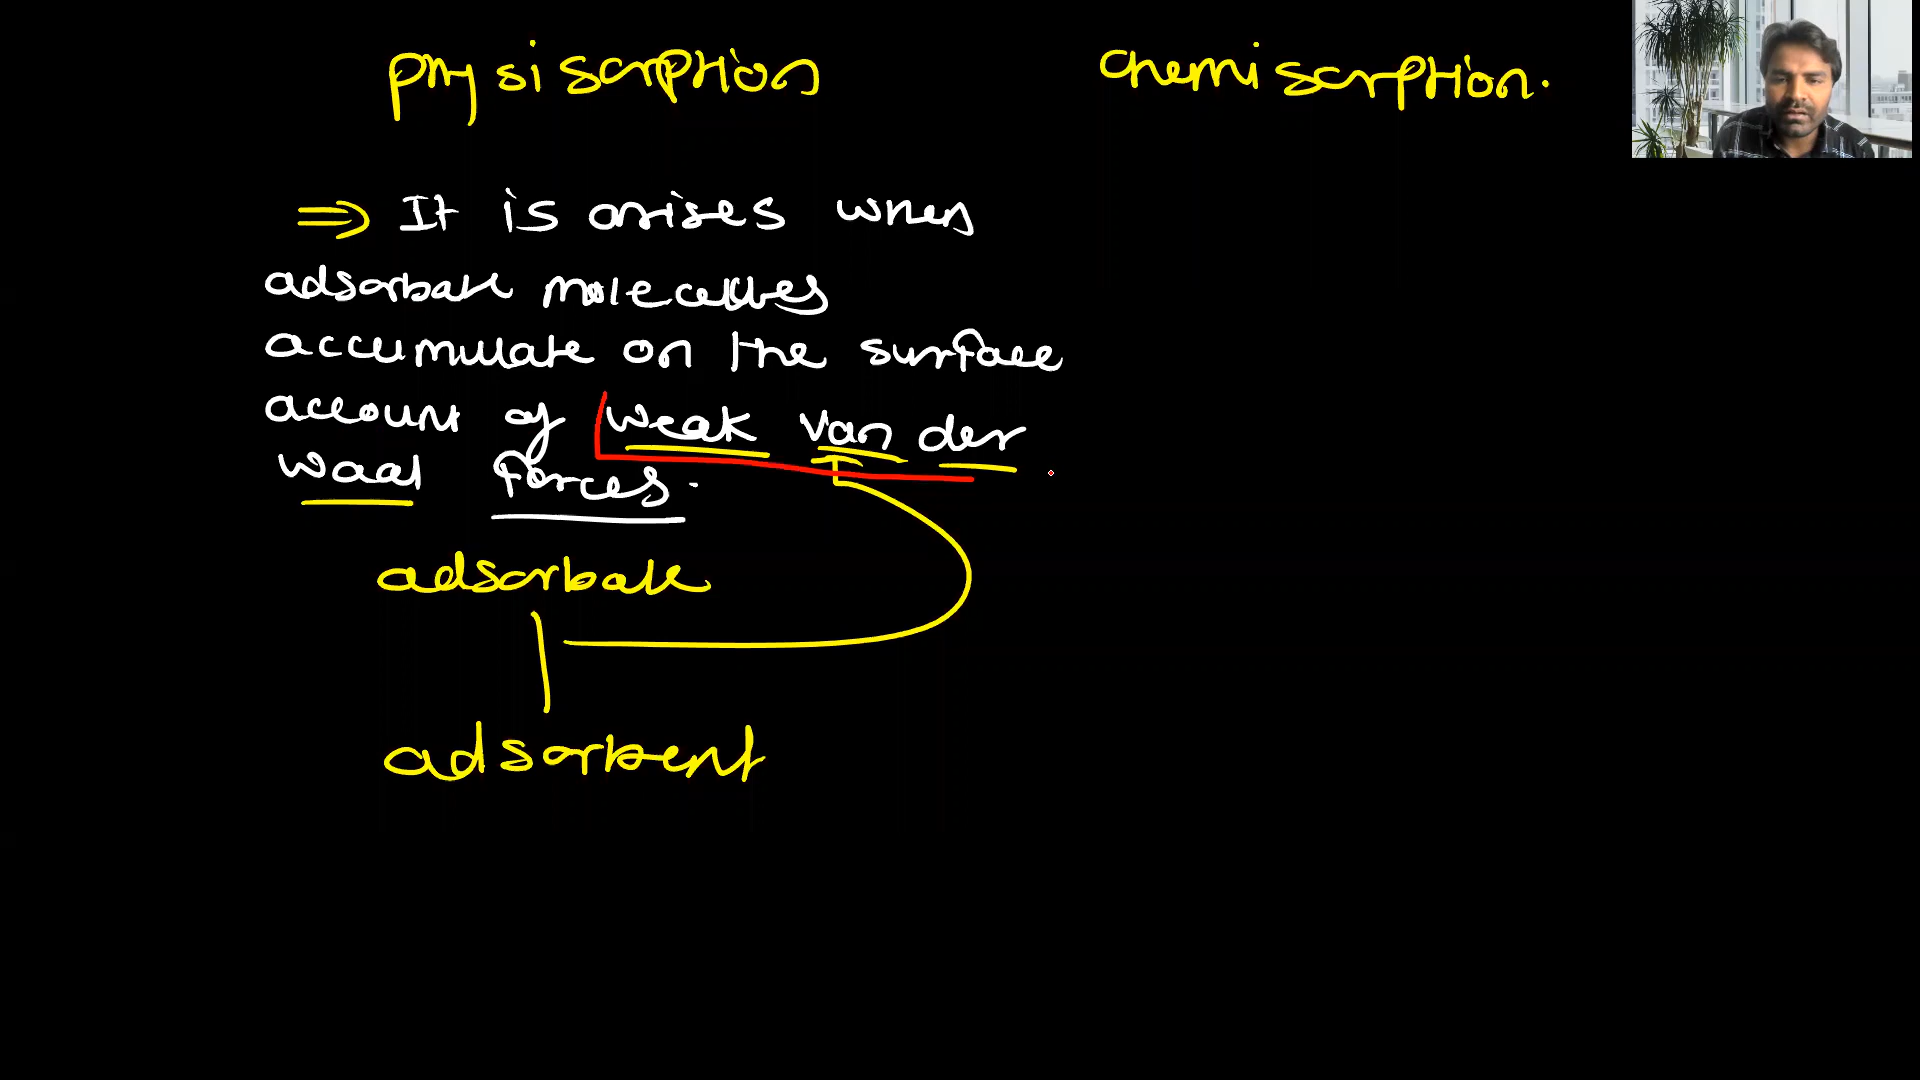 physisorption
chemisorption.
⇒ It is arises when
adsorbate molecules
accumulate on the surface
account of weak van der
waal forces.
adsorbate
adsorbent